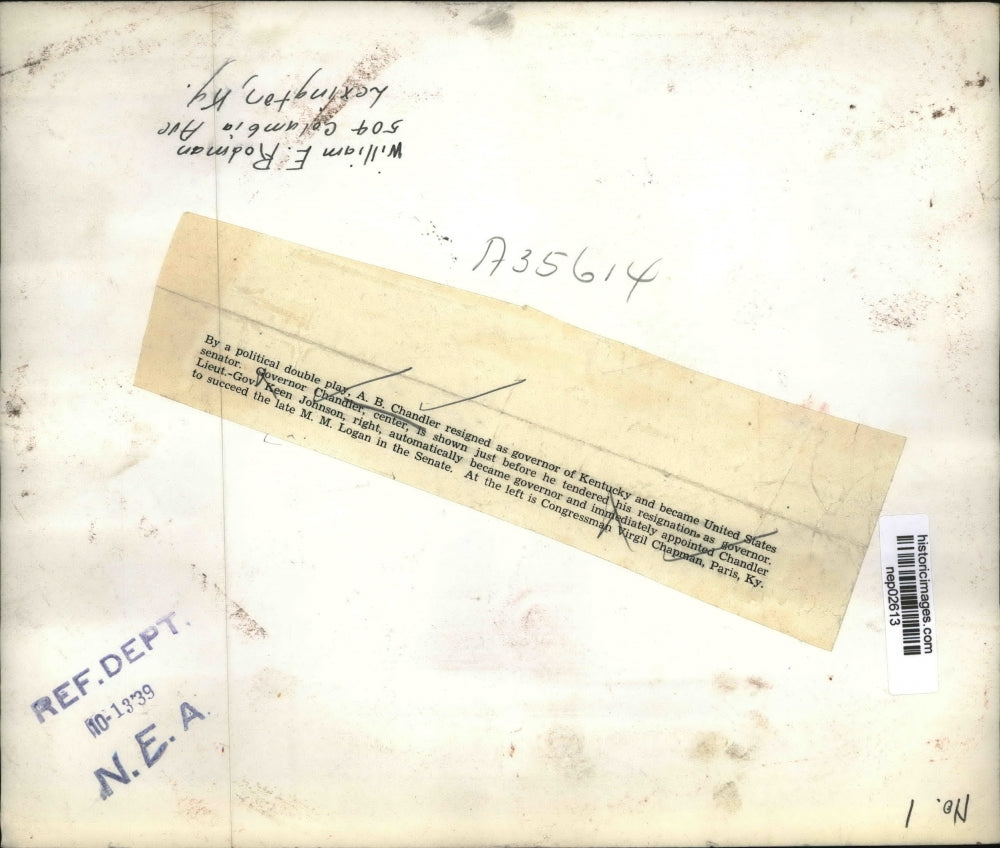 William E. Rodman
504 Columbia Ave
Lexington, Ky.
A35614
By a political double play, A. B. Chandler resigned as governor of Kentucky and became United States
senator. Governor Chandler, center, is shown just before he tendered his resignation as governor.
Lieut.-Gov. Keen Johnson, right, automatically became governor and immediately appointed Chandler
to succeed the late M. M. Logan in the Senate. At the left is Congressman Virgil Chapman, Paris, Ky.
historicimages.com
nep02613
REF. DEPT.
10-13'39
N.E.A.
No. 1